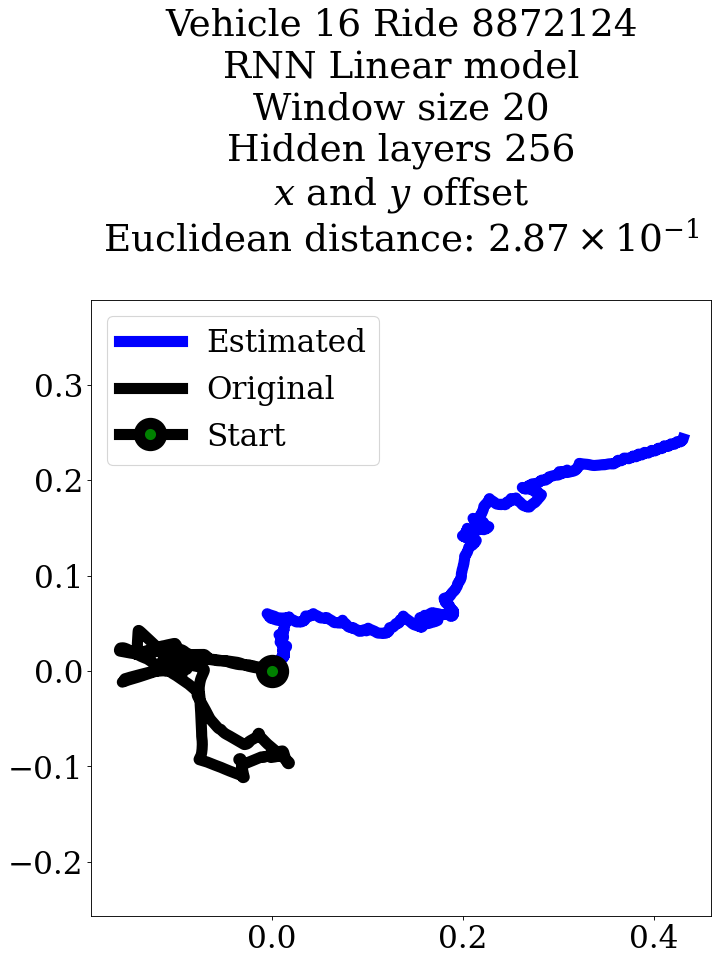 Vehicle 16 Ride 8872124
RNN Linear model
Window size 20
Hidden layers 256
x and y offset
Euclidean distance: 2.87 × 10⁻¹
Estimated
Original
Start
0.3
0.2
0.1
0.0
−0.1
−0.2
0.0 0.2 0.4